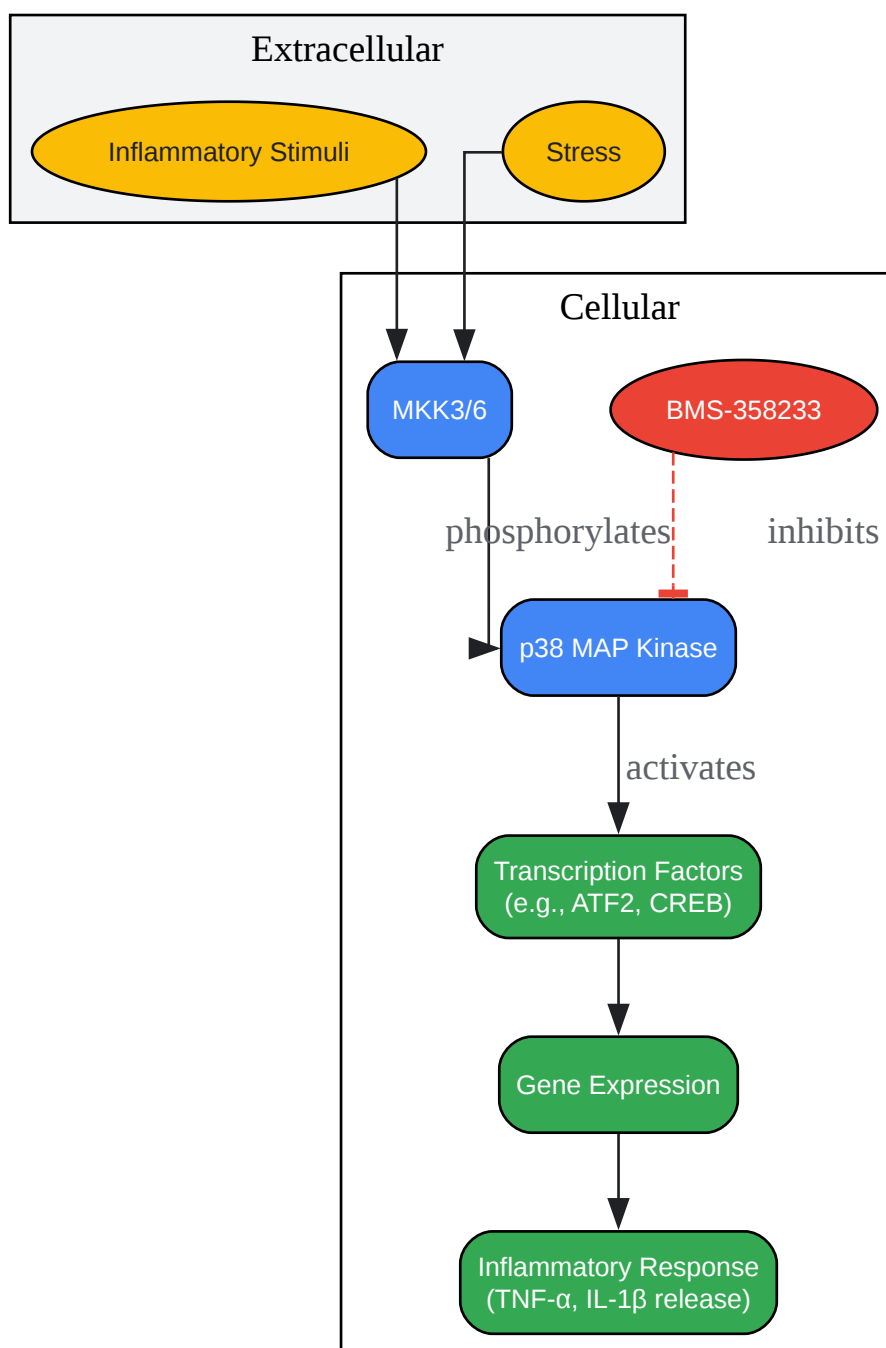 Extracellular
Inflammatory Stimuli
Stress
Cellular
MKK3/6
BMS-358233
phosphorylates
inhibits
p38 MAP Kinase
activates
Transcription Factors
(e.g., ATF2, CREB)
Gene Expression
Inflammatory Response
(TNF-α, IL-1β release)